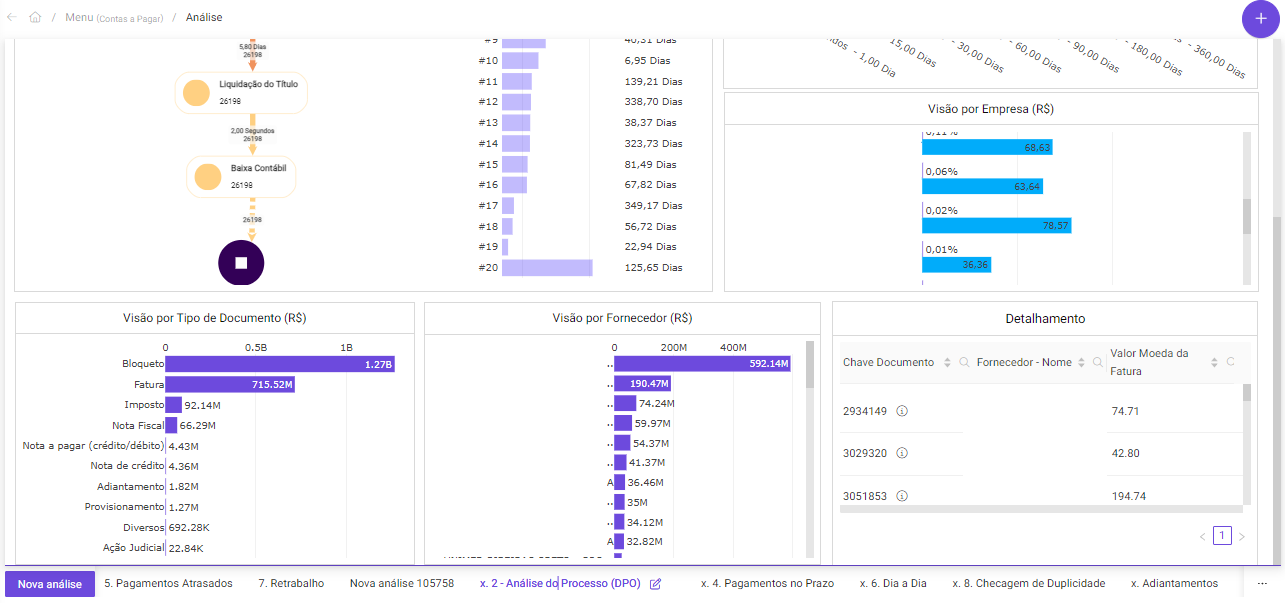 Menu (Contas a Pagar) / Análise
+
5,80 Dias
26198
Liquidação do Título
26198
2,00 Segundos
26198
Baixa Contábil
26198
26198
#9 40,31 Dias
#10 6,95 Dias
#11 139,21 Dias
#12 338,70 Dias
#13 38,37 Dias
#14 323,73 Dias
#15 81,49 Dias
#16 67,82 Dias
#17 349,17 Dias
#18 56,72 Dias
#19 22,94 Dias
#20 125,65 Dias
- 1,00 Dia
15,00 Dias
- 30,00 Dias
- 60,00 Dias
- 90,00 Dias
- 180,00 Dias
- 360,00 Dias
Visão por Empresa (R$)
0,11%
68,63
0,06%
63,64
0,02%
78,57
0,01%
36,36
Visão por Tipo de Documento (R$)
0 0.5B 1B
Bloqueto 1.27B
Fatura 715.52M
Imposto 92.14M
Nota Fiscal 66.29M
Nota a pagar (crédito/débito) 4.43M
Nota de crédito 4.36M
Adiantamento 1.82M
Provisionamento 1.27M
Diversos 692.28K
Ação Judicial 22.84K
Visão por Fornecedor (R$)
0 200M 400M
.. 592.14M
.. 190.47M
.. 74.24M
.. 59.97M
.. 54.37M
.. 41.37M
A 36.46M
.. 35M
.. 34.12M
A 32.82M
Detalhamento
Chave Documento Fornecedor - Nome Valor Moeda da
Fatura
2934149 74.71
3029320 42.80
3051853 194.74
< 1 >
Nova análise 5. Pagamentos Atrasados 7. Retrabalho Nova análise 105758 x. 2 - Análise do Processo (DPO) x. 4. Pagamentos no Prazo x. 6. Dia a Dia x. 8. Checagem de Duplicidade x. Adiantamentos ...